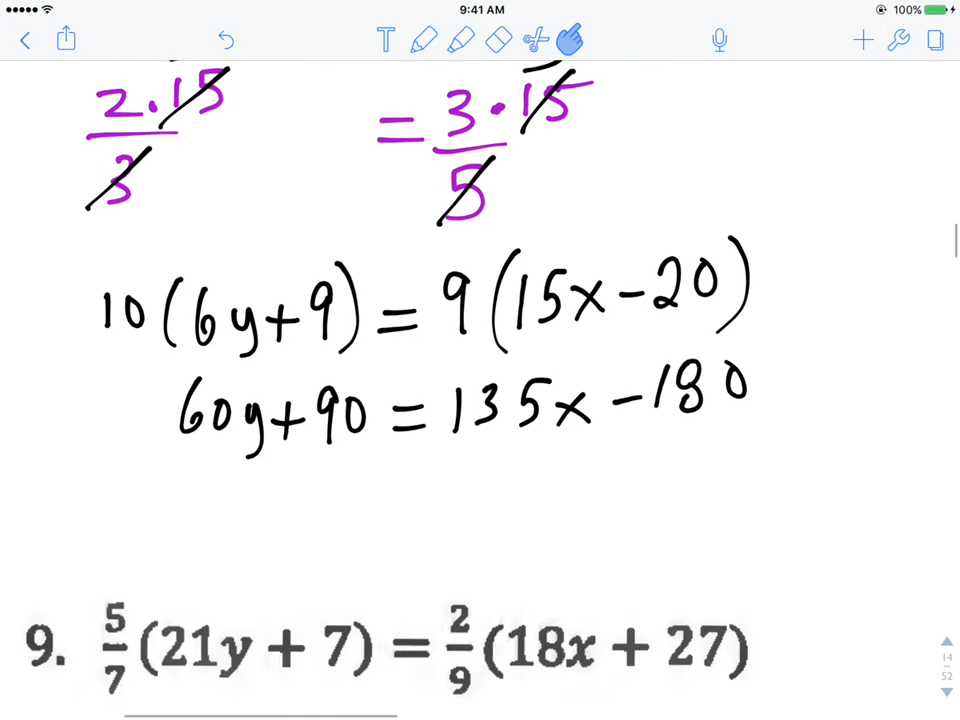 9:41 AM
100%
T
2·15 = 3·15
3 5
10(6y+9) = 9(15x-20)
60y+90 = 135x-180
9. 5/7(21y + 7) = 2/9(18x + 27)
14
52